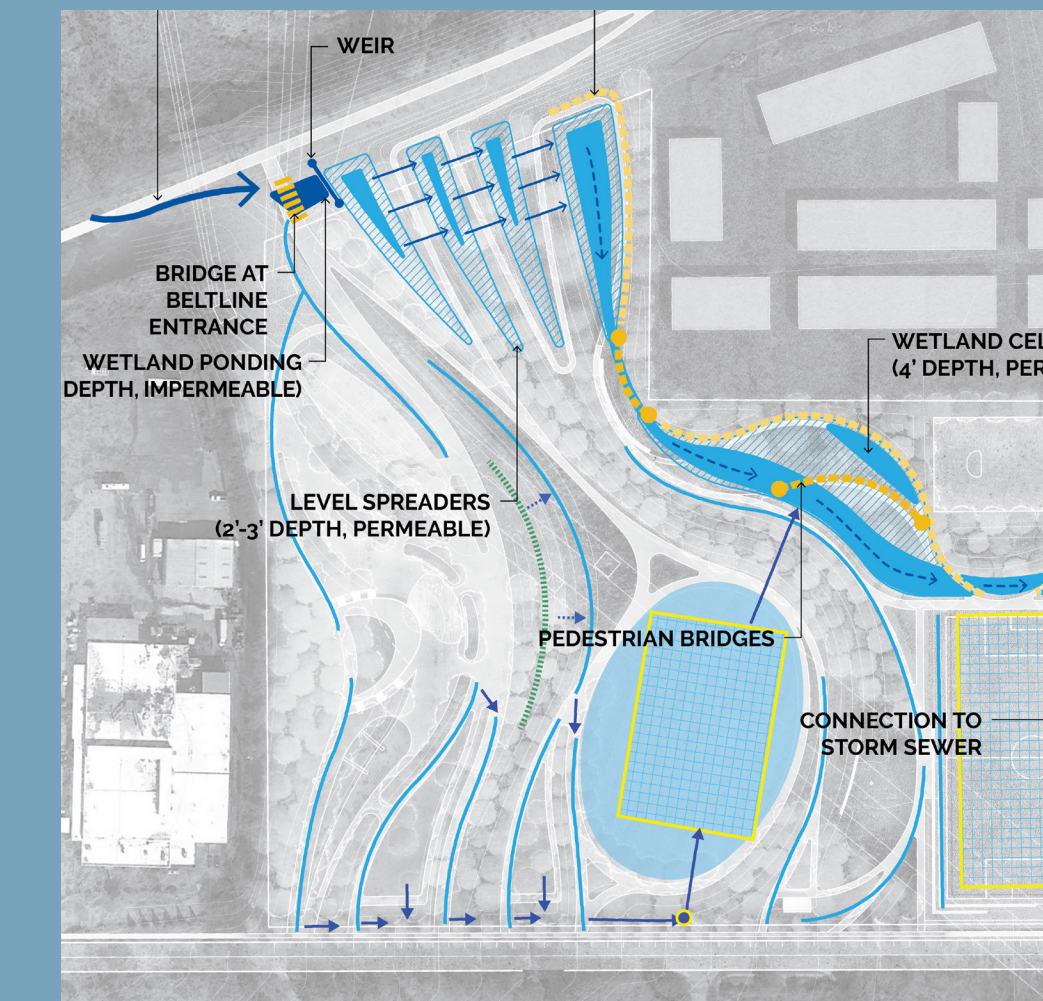 WEIR
BRIDGE AT
BELTLINE
ENTRANCE
WETLAND PONDING
DEPTH, IMPERMEABLE)
WETLAND CEL
(4' DEPTH, PER
LEVEL SPREADERS
(2'-3' DEPTH, PERMEABLE)
PEDESTRIAN BRIDGES
CONNECTION TO
STORM SEWER